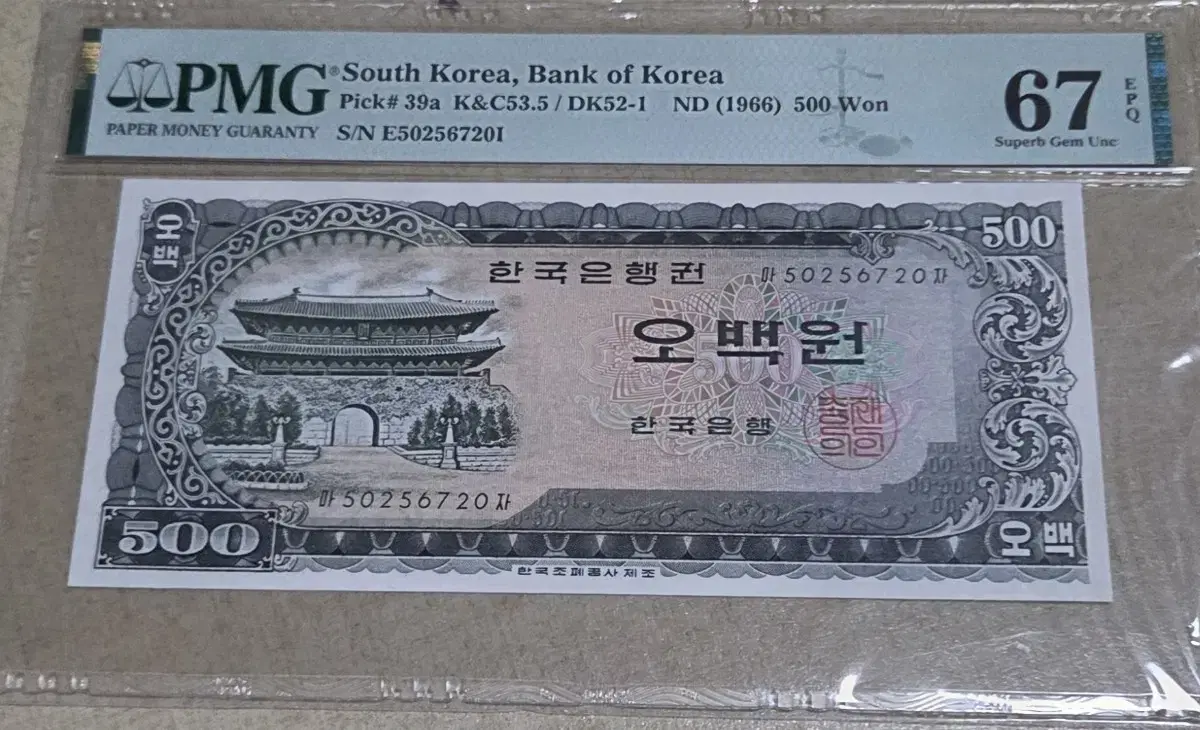 PMG® South Korea, Bank of Korea
Pick# 39a K&C53.5 / DK52-1 ND (1966) 500 Won
PAPER MONEY GUARANTY S/N E50256720I
67 EPQ
Superb Gem Unc
오백
500
한국은행권
마50256720자
오백원
500
한국은행
총재의인
마50256720자
500
오백
한국조폐공사제조